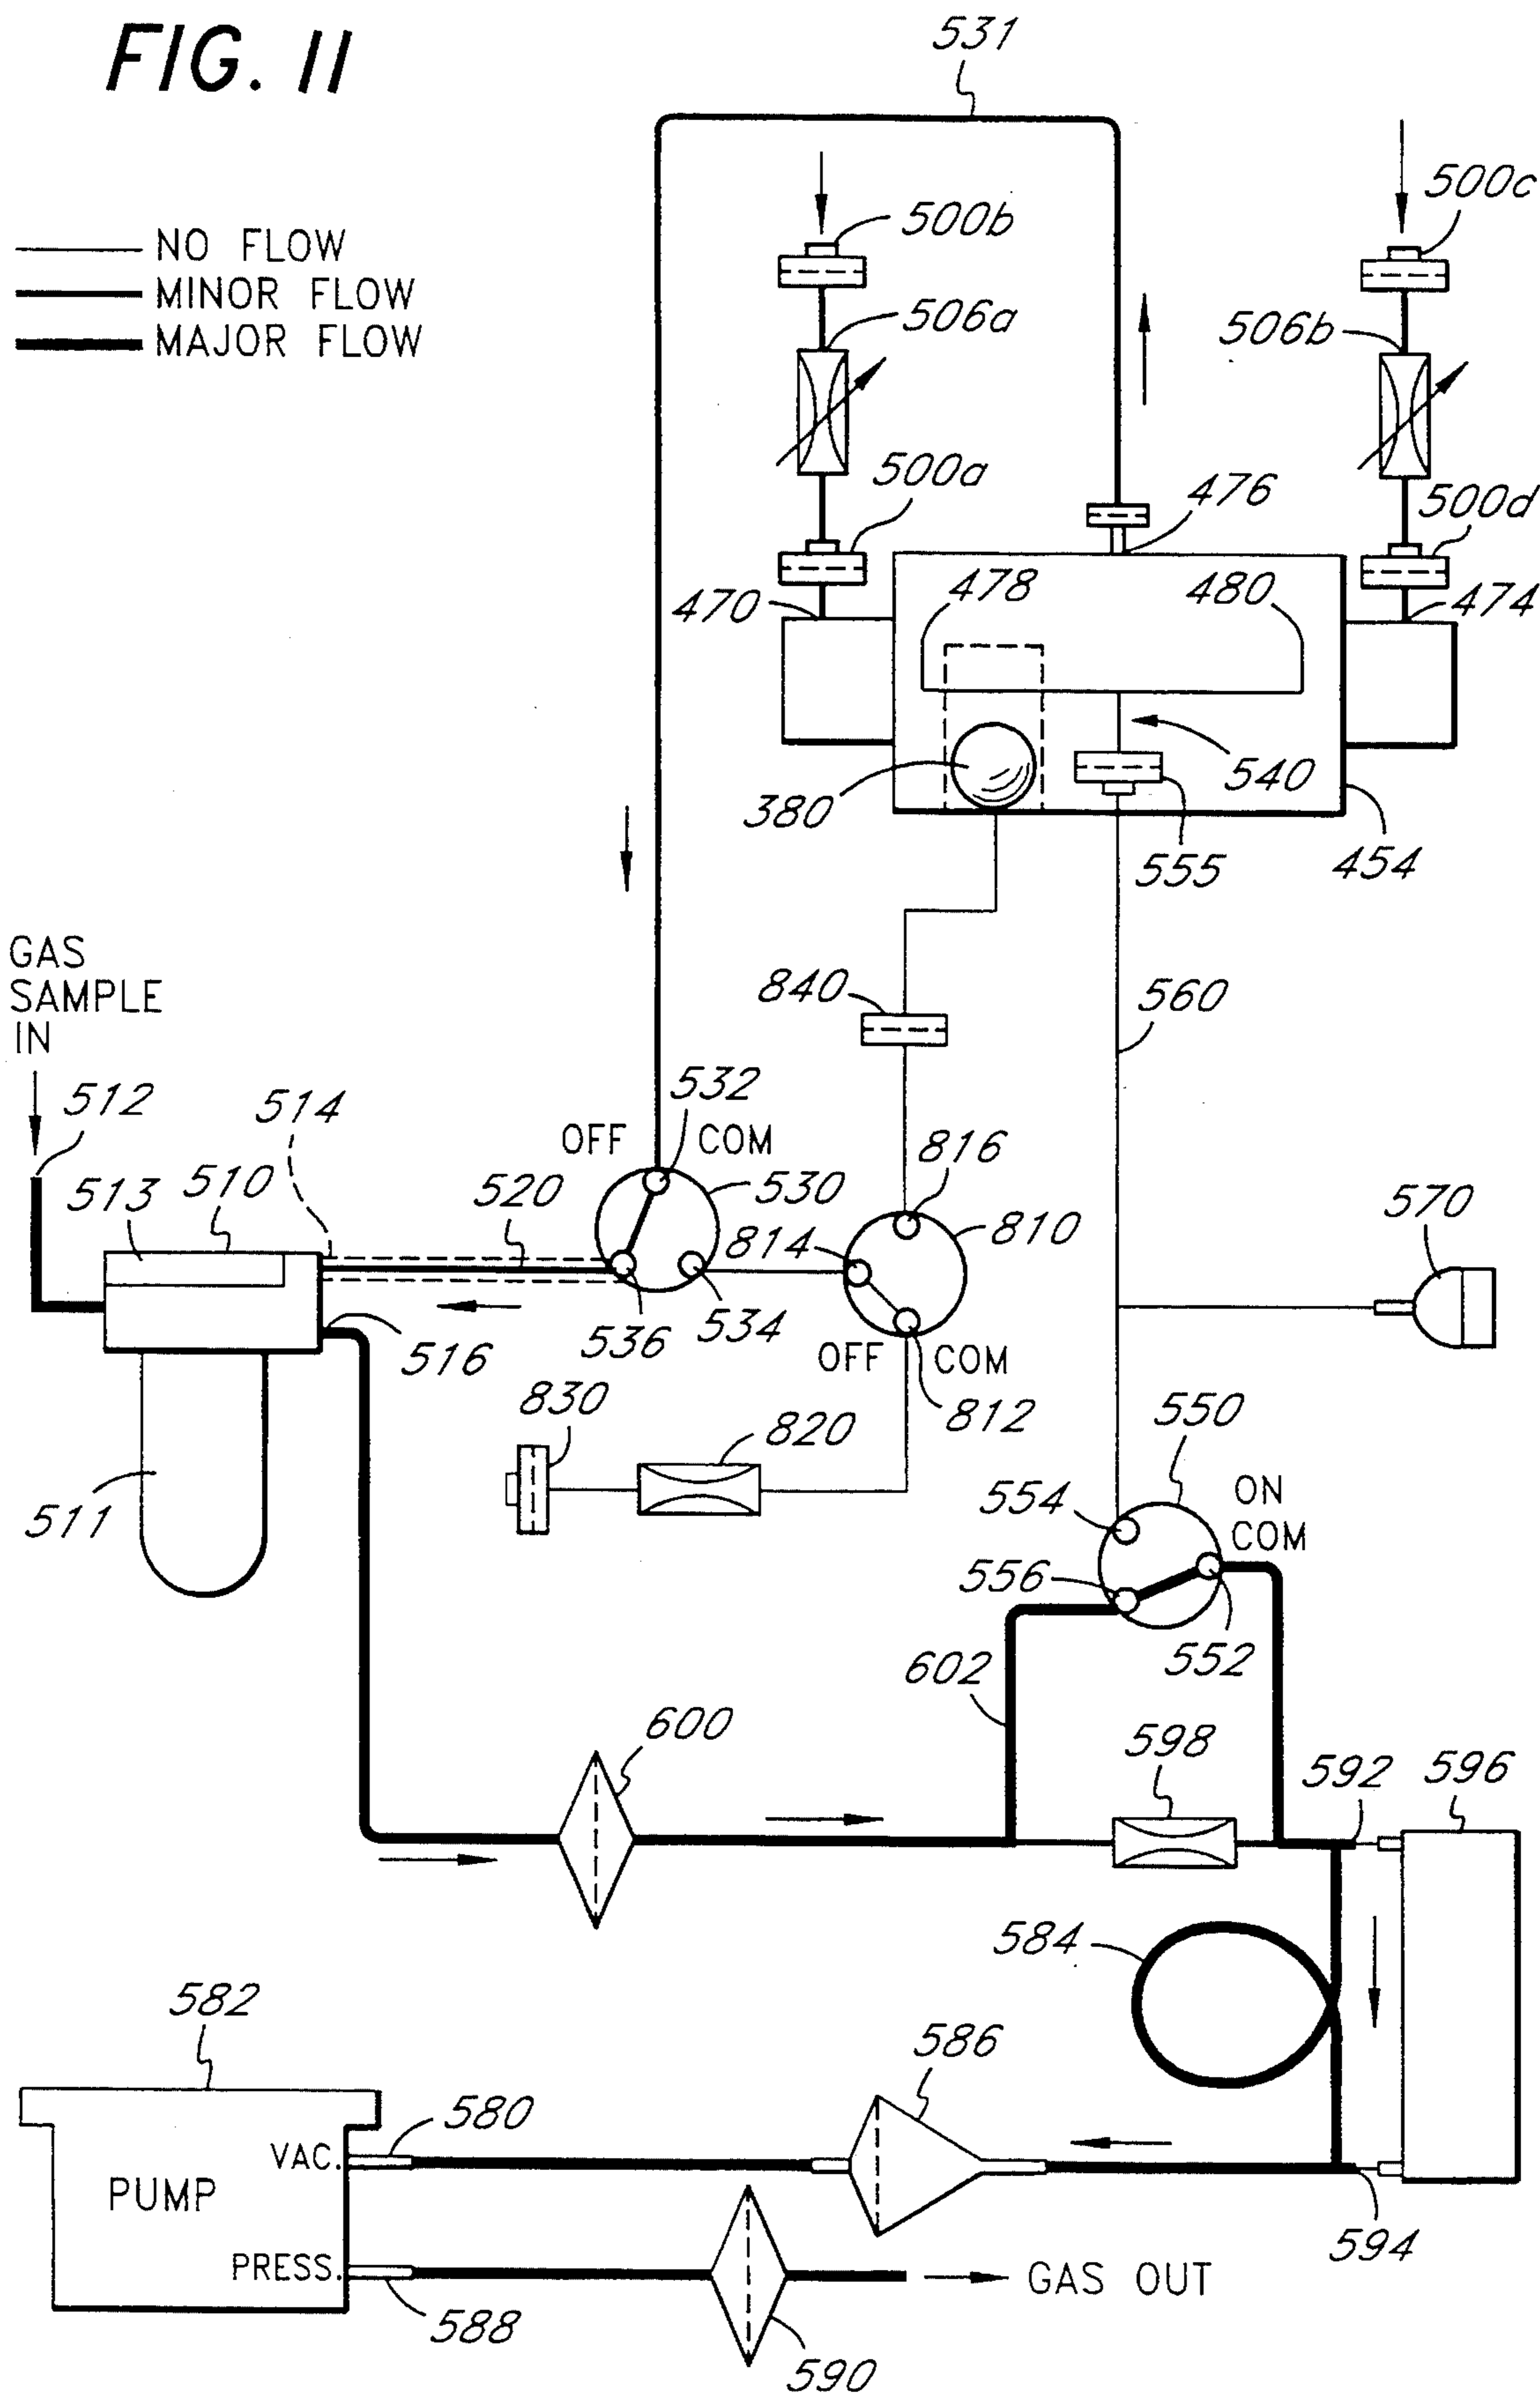 FIG. 11
531
NO FLOW
MINOR FLOW
MAJOR FLOW
500b
500c
506a
506b
500a
476
500d
470
478
480
474
380
540
555
454
GAS
SAMPLE
IN
840
560
512
514
OFF
COM
532
816
513
510
520
530
814
810
570
516
536
534
OFF
COM
812
830
820
550
511
554
ON
COM
556
552
602
600
598
592
596
584
582
586
580
VAC.
PUMP
PRESS.
594
GAS OUT
588
590